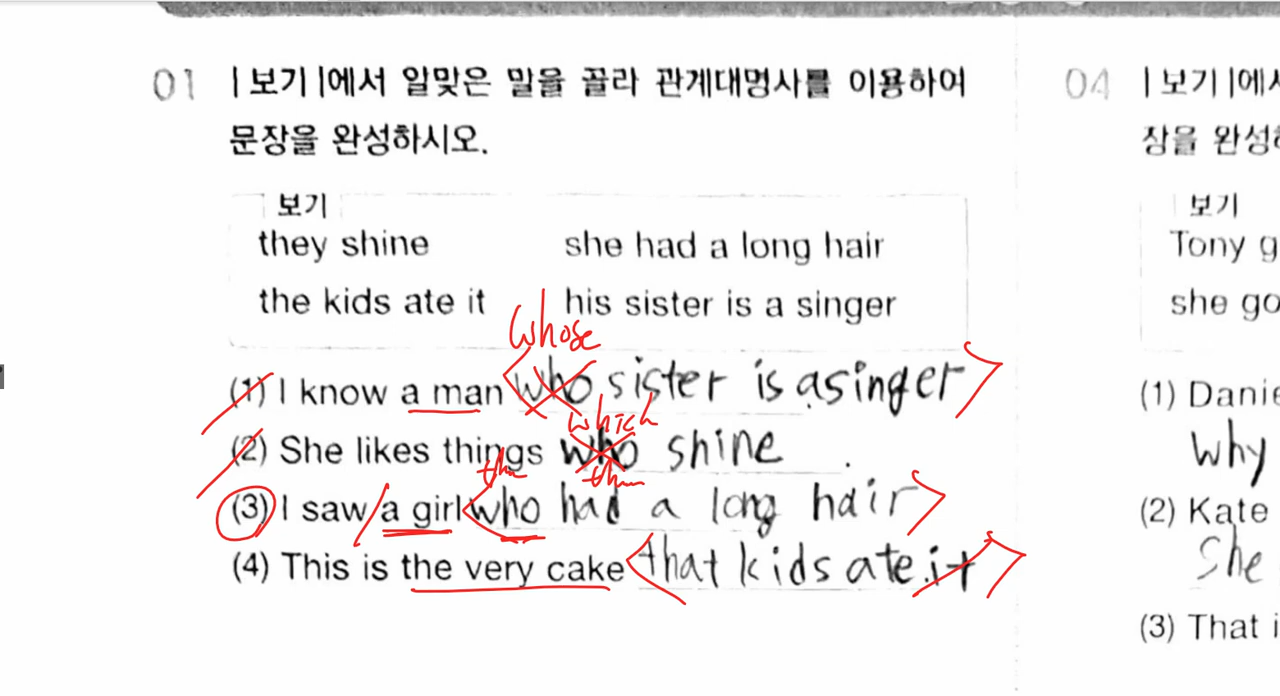 01 | 보기 |에서 알맞은 말을 골라 관계대명사를 이용하여
문장을 완성하시오.
보기
they shine she had a long hair
the kids ate it his sister is a singer
whose
(1) I know a man who sister is a singer
which
(2) She likes things who shine.
(3) I saw a girl who had a long hair
(4) This is the very cake that kids ate it
04 | 보기 |에서
장을 완성
보기
Tony g
she go
(1) Danie
Why
(2) Kate
She
(3) That i